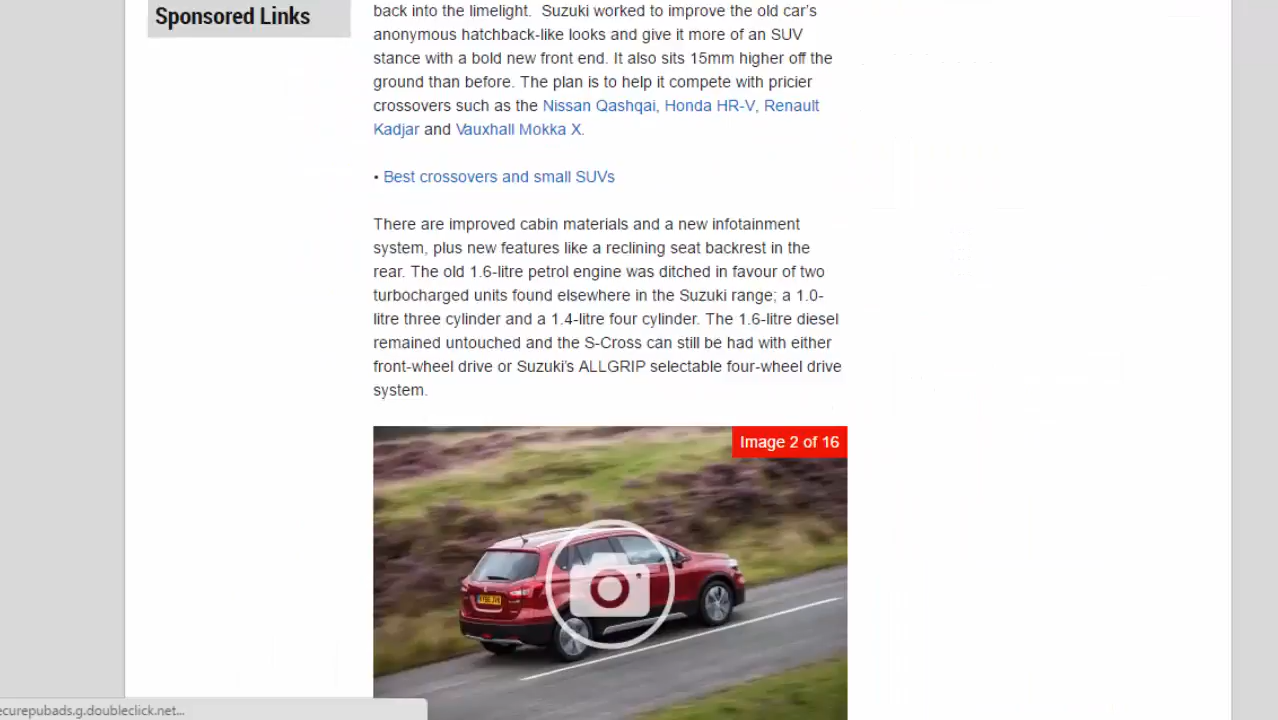 Sponsored Links
back into the limelight.  Suzuki worked to improve the old car's
anonymous hatchback-like looks and give it more of an SUV
stance with a bold new front end. It also sits 15mm higher off the
ground than before. The plan is to help it compete with pricier
crossovers such as the Nissan Qashqai, Honda HR-V, Renault
Kadjar and Vauxhall Mokka X.
• Best crossovers and small SUVs
There are improved cabin materials and a new infotainment
system, plus new features like a reclining seat backrest in the
rear. The old 1.6-litre petrol engine was ditched in favour of two
turbocharged units found elsewhere in the Suzuki range; a 1.0-
litre three cylinder and a 1.4-litre four cylinder. The 1.6-litre diesel
remained untouched and the S-Cross can still be had with either
front-wheel drive or Suzuki's ALLGRIP selectable four-wheel drive
system.
Image 2 of 16
ecurepubads.g.doubleclick.net...